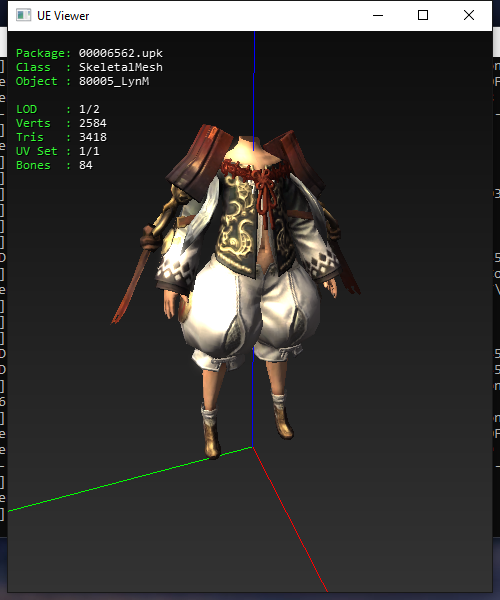 UE Viewer
Package: 00006562.upk
Class : SkeletalMesh
Object : 80005_LynM
LOD : 1/2
Verts : 2584
Tris : 3418
UV Set : 1/1
Bones : 84